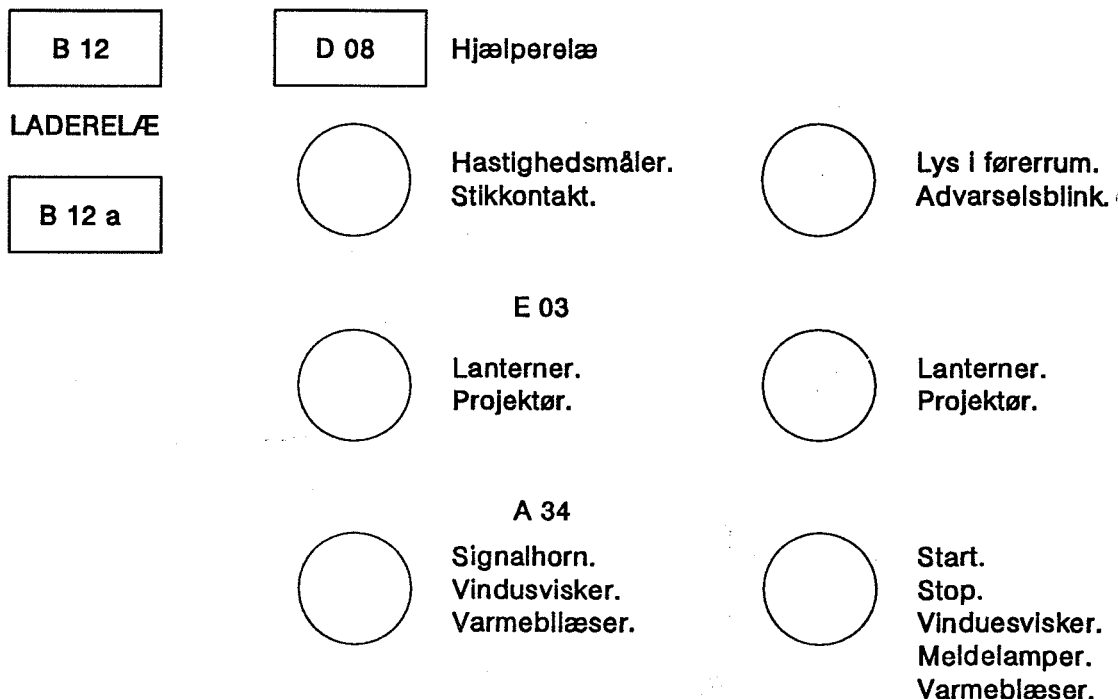 B 12
D 08
Hjælperelæ
LADERELÆ
B 12 a
Hastighedsmåler.
Stikkontakt.
Lys i førerrum.
Advarselsblink.
E 03
Lanterner.
Projektør.
Lanterner.
Projektør.
A 34
Signalhorn.
Vindusvisker.
Varmebilæser.
Start.
Stop.
Vinduesvisker.
Meldelamper.
Varmeblæser.